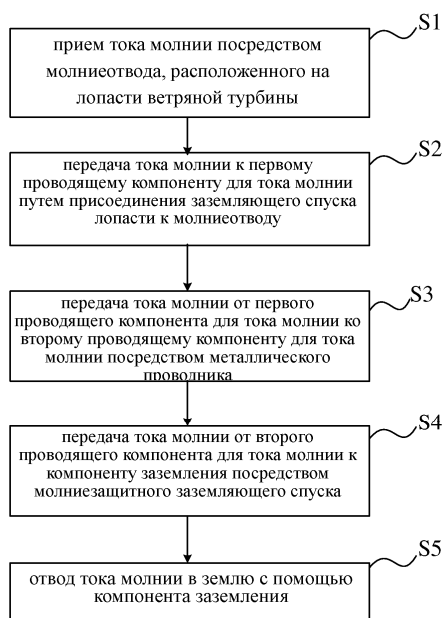 S1
прием тока молнии посредством
молниеотвода, расположенного на
лопасти ветряной турбины
S2
передача тока молнии к первому
проводящему компоненту для тока молнии
путем присоединения заземляющего спуска
лопасти к молниеотводу
S3
передача тока молнии от первого
проводящего компонента для тока молнии ко
второму проводящему компоненту для тока
молнии посредством металлического
проводника
S4
передача тока молнии от второго
проводящего компонента для тока молнии к
компоненту заземления посредством
молниезащитного заземляющего спуска
S5
отвод тока молнии в землю с помощью
компонента заземления